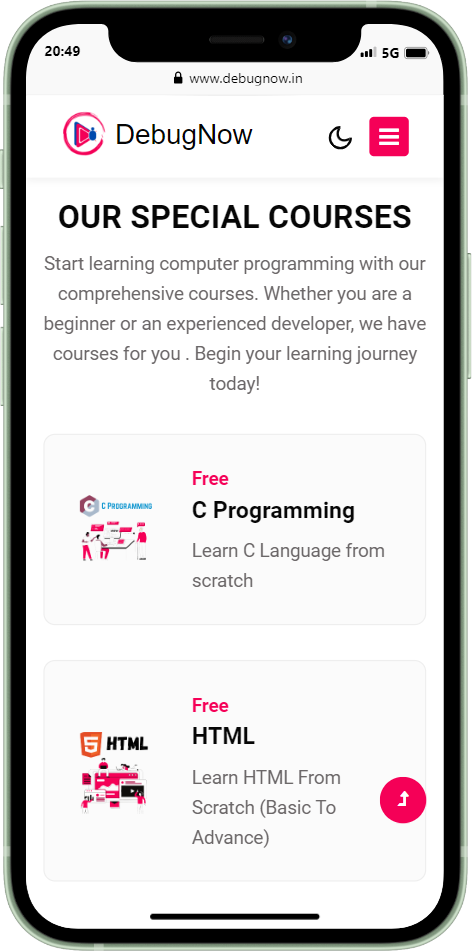 20:49
5G
www.debugnow.in
DebugNow
OUR SPECIAL COURSES
Start learning computer programming with our
comprehensive courses. Whether you are a
beginner or an experienced developer, we have
courses for you . Begin your learning journey
today!
C PROGRAMMING
Free
C Programming
Learn C Language from
scratch
5 HTML
Free
HTML
Learn HTML From
Scratch (Basic To
Advance)